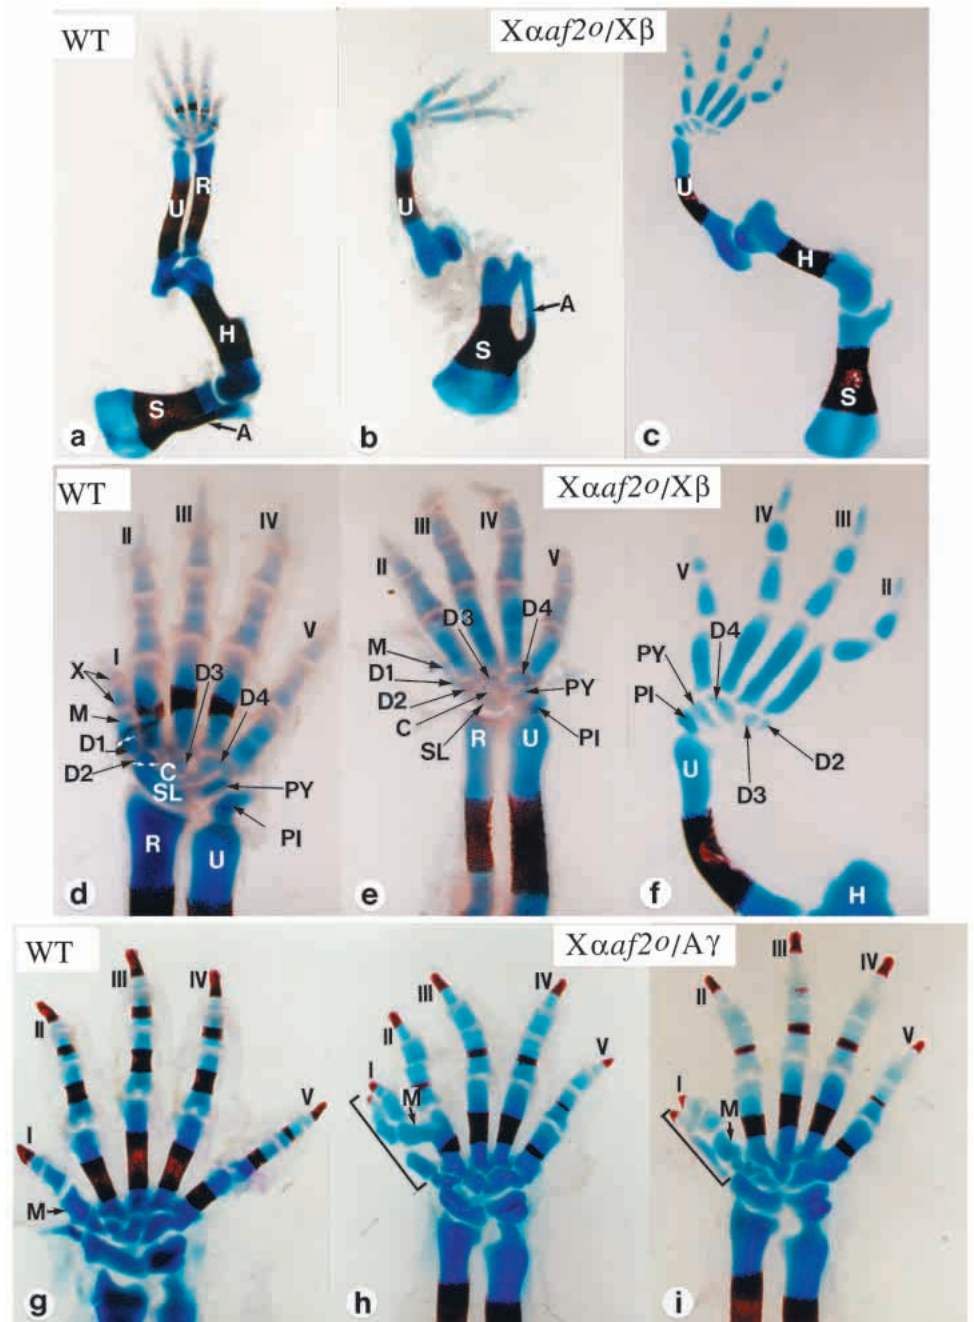 WT
Xαaf2o/Xβ
R
U
H
S
A
a
U
A
S
b
U
H
S
c
WT
Xαaf2o/Xβ
III
II
IV
V
I
X
D3
M
D4
D1
D2
C
SL
PY
PI
R
U
d
III
IV
II
V
D3
D4
M
D1
D2
PY
C
SL
PI
R
U
e
IV
III
V
II
D4
PY
PI
D2
D3
U
H
f
WT
Xαaf2o/Aγ
III
IV
II
V
I
M
g
III
IV
II
V
I
M
h
III
IV
II
V
I
M
i